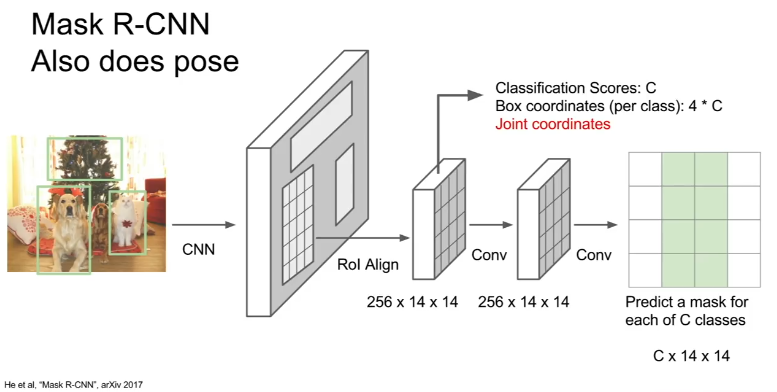 Mask R-CNN
Also does pose
Classification Scores: C
Box coordinates (per class): 4 * C
Joint coordinates
CNN
RoI Align
Conv
Conv
256 x 14 x 14
256 x 14 x 14
Predict a mask for
each of C classes
C x 14 x 14
He et al, "Mask R-CNN", arXiv 2017